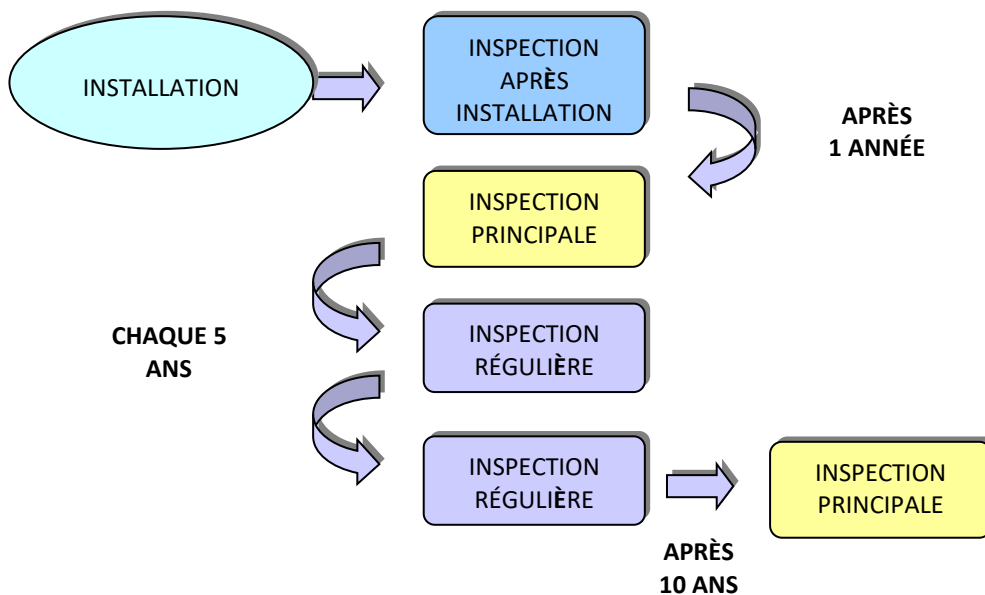 INSTALLATION
INSPECTION
APRÈS
INSTALLATION
APRÈS
1 ANNÉE
INSPECTION
PRINCIPALE
CHAQUE 5
ANS
INSPECTION
RÉGULIÈRE
INSPECTION
RÉGULIÈRE
INSPECTION
PRINCIPALE
APRÈS
10 ANS